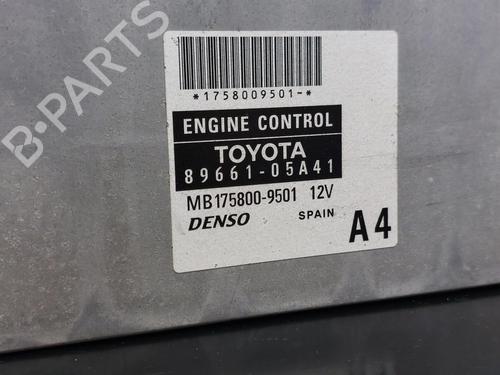 *1758009501-*
ENGINE CONTROL
TOYOTA
89661-05A41
MB175800-9501 12V
DENSO SPAIN A4
B-PARTS